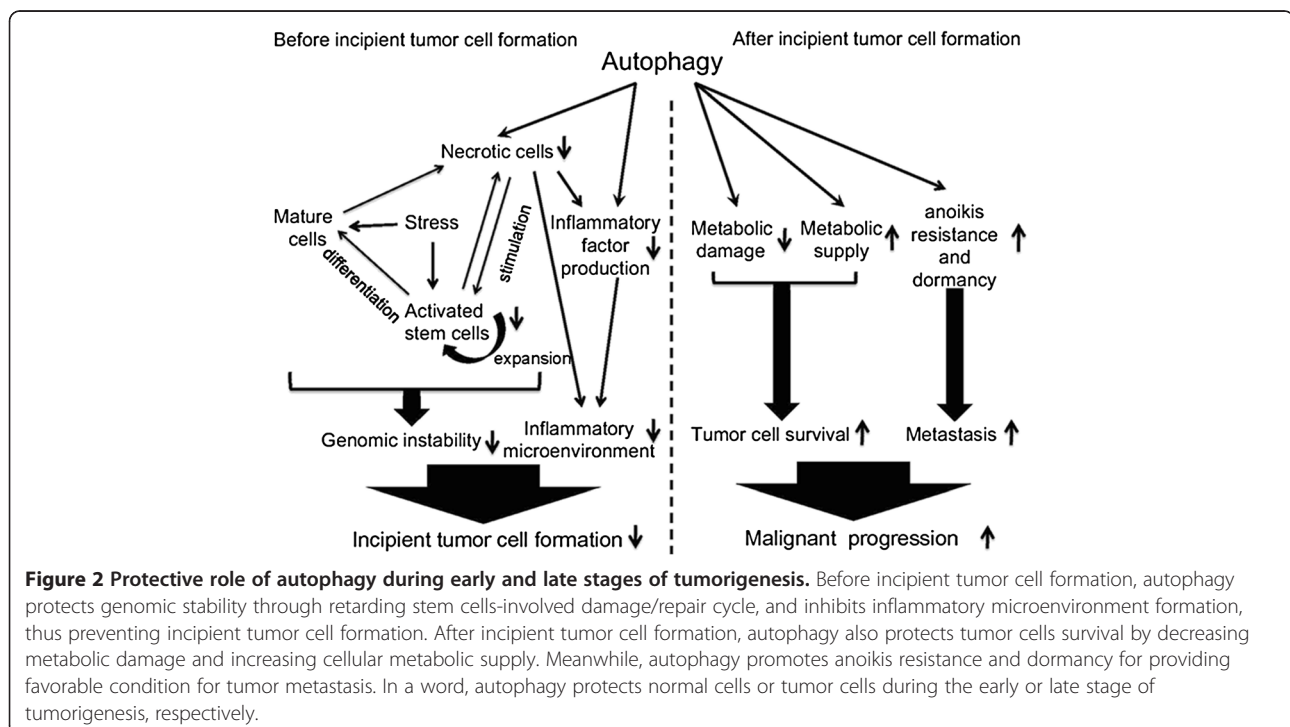 Before incipient tumor cell formation
After incipient tumor cell formation
Autophagy
Necrotic cells
Mature
cells
Stress
stimulation
Inflammatory
factor
production
differentiation
Activated
stem cells
expansion
Metabolic
damage
Metabolic
supply
anoikis
resistance
and
dormancy
Genomic instability
Inflammatory
microenvironment
Tumor cell survival
Metastasis
Incipient tumor cell formation
Malignant progression
Figure 2 Protective role of autophagy during early and late stages of tumorigenesis. Before incipient tumor cell formation, autophagy
protects genomic stability through retarding stem cells-involved damage/repair cycle, and inhibits inflammatory microenvironment formation,
thus preventing incipient tumor cell formation. After incipient tumor cell formation, autophagy also protects tumor cells survival by decreasing
metabolic damage and increasing cellular metabolic supply. Meanwhile, autophagy promotes anoikis resistance and dormancy for providing
favorable condition for tumor metastasis. In a word, autophagy protects normal cells or tumor cells during the early or late stage of
tumorigenesis, respectively.